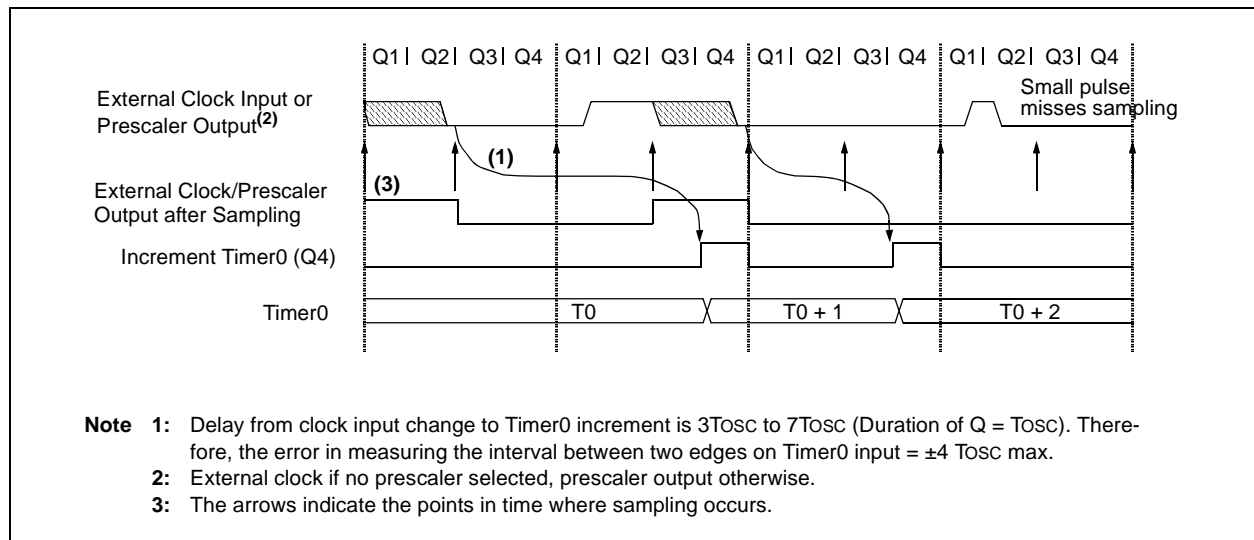 Q1 | Q2 | Q3 | Q4 Q1 | Q2 | Q3 | Q4 Q1 | Q2 | Q3 | Q4 Q1 | Q2 | Q3 | Q4
External Clock Input or
Prescaler Output(2)
Small pulse
misses sampling
(1)
External Clock/Prescaler
Output after Sampling
(3)
Increment Timer0 (Q4)
Timer0 T0 T0 + 1 T0 + 2
Note 1: Delay from clock input change to Timer0 increment is 3TOSC to 7TOSC (Duration of Q = TOSC). There-
fore, the error in measuring the interval between two edges on Timer0 input = ±4 TOSC max.
2: External clock if no prescaler selected, prescaler output otherwise.
3: The arrows indicate the points in time where sampling occurs.